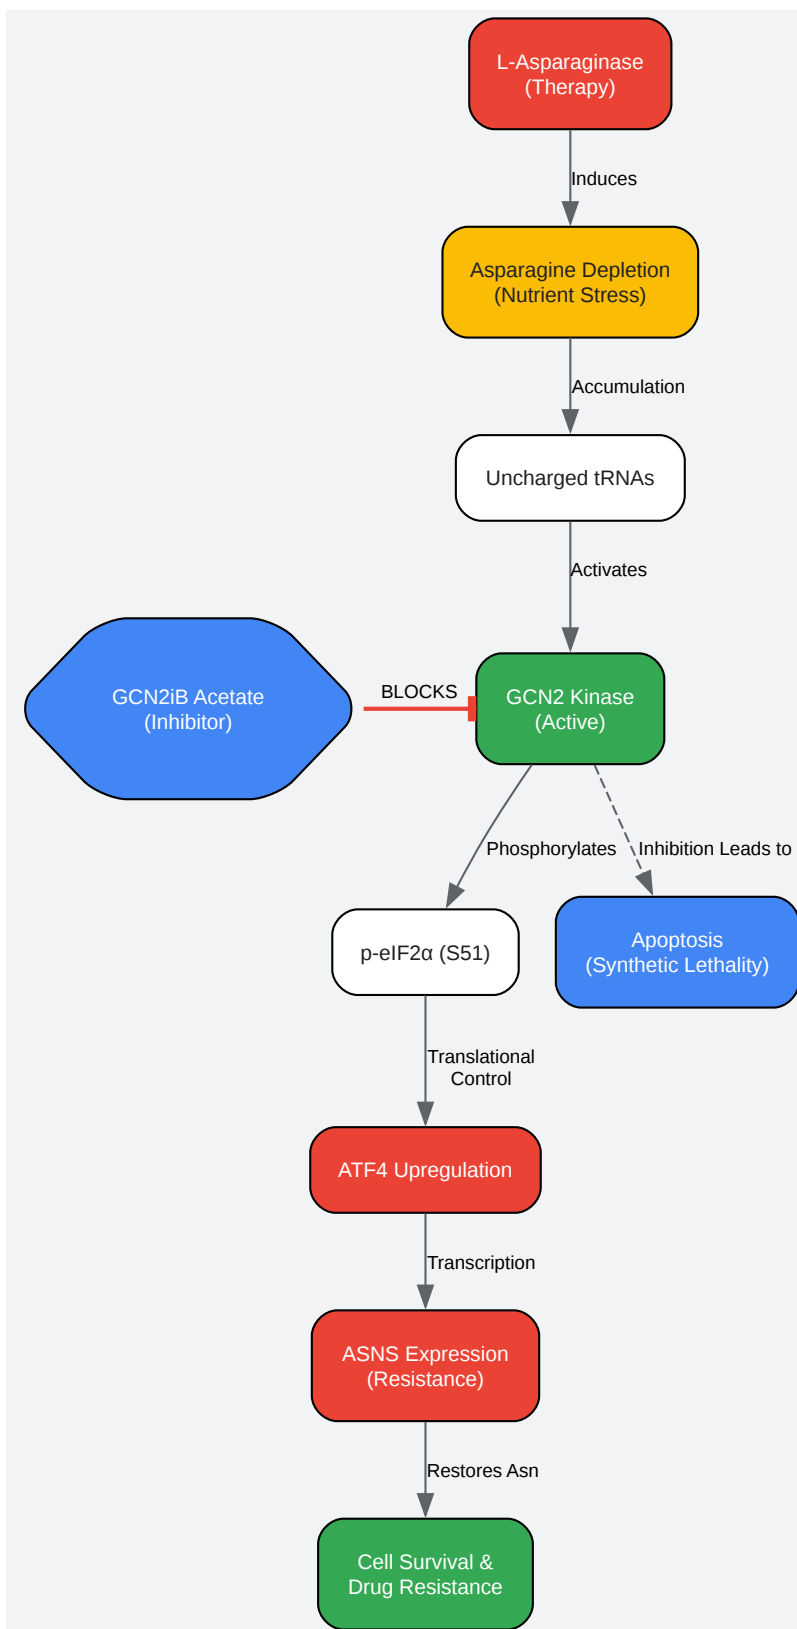 L-Asparaginase
(Therapy)
Induces
Asparagine Depletion
(Nutrient Stress)
Accumulation
Uncharged tRNAs
Activates
GCN2iB Acetate
(Inhibitor)
BLOCKS
GCN2 Kinase
(Active)
Phosphorylates
Inhibition Leads to
p-eIF2α (S51)
Apoptosis
(Synthetic Lethality)
Translational
Control
ATF4 Upregulation
Transcription
ASNS Expression
(Resistance)
Restores Asn
Cell Survival &
Drug Resistance